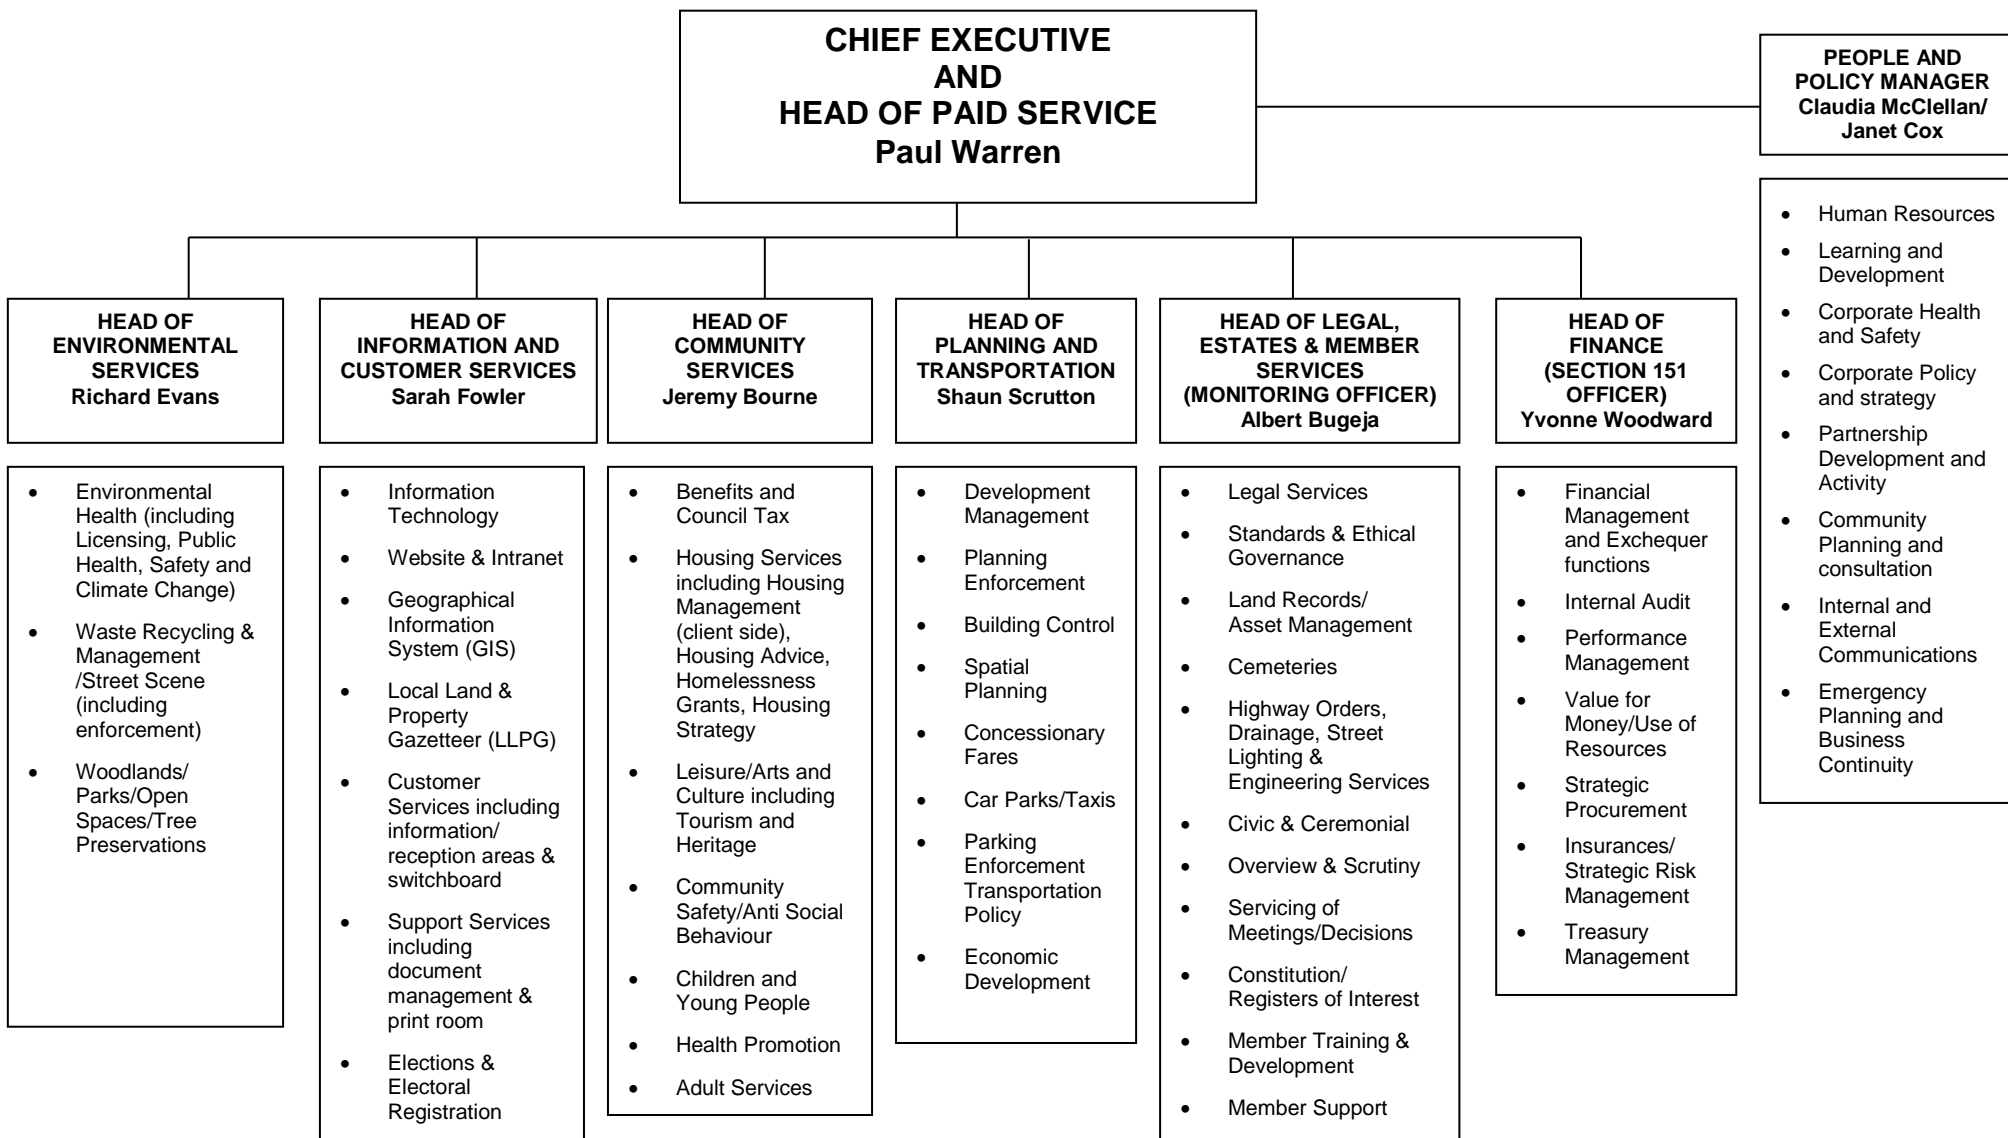 CHIEF EXECUTIVE
AND
HEAD OF PAID SERVICE
Paul Warren
PEOPLE AND
POLICY MANAGER
Claudia McClellan/
Janet Cox
• Human Resources
• Learning and
Development
• Corporate Health
and Safety
• Corporate Policy
and strategy
• Partnership
Development and
Activity
• Community
Planning and
consultation
• Internal and
External
Communications
• Emergency
Planning and
Business
Continuity
HEAD OF
ENVIRONMENTAL
SERVICES
Richard Evans
• Environmental
Health (including
Licensing, Public
Health, Safety and
Climate Change)
• Waste Recycling &
Management
/Street Scene
(including
enforcement)
• Woodlands/
Parks/Open
Spaces/Tree
Preservations
HEAD OF
INFORMATION AND
CUSTOMER SERVICES
Sarah Fowler
• Information
Technology
• Website & Intranet
• Geographical
Information
System (GIS)
• Local Land &
Property
Gazetteer (LLPG)
• Customer
Services including
information/
reception areas &
switchboard
• Support Services
including
document
management &
print room
• Elections &
Electoral
Registration
HEAD OF
COMMUNITY
SERVICES
Jeremy Bourne
• Benefits and
Council Tax
• Housing Services
including Housing
Management
(client side),
Housing Advice,
Homelessness
Grants, Housing
Strategy
• Leisure/Arts and
Culture including
Tourism and
Heritage
• Community
Safety/Anti Social
Behaviour
• Children and
Young People
• Health Promotion
• Adult Services
HEAD OF
PLANNING AND
TRANSPORTATION
Shaun Scrutton
• Development
Management
• Planning
Enforcement
• Building Control
• Spatial
Planning
• Concessionary
Fares
• Car Parks/Taxis
• Parking
Enforcement
Transportation
Policy
• Economic
Development
HEAD OF LEGAL,
ESTATES & MEMBER
SERVICES
(MONITORING OFFICER)
Albert Bugeja
• Legal Services
• Standards & Ethical
Governance
• Land Records/
Asset Management
• Cemeteries
• Highway Orders,
Drainage, Street
Lighting &
Engineering Services
• Civic & Ceremonial
• Overview & Scrutiny
• Servicing of
Meetings/Decisions
• Constitution/
Registers of Interest
• Member Training &
Development
• Member Support
HEAD OF
FINANCE
(SECTION 151
OFFICER)
Yvonne Woodward
• Financial
Management
and Exchequer
functions
• Internal Audit
• Performance
Management
• Value for
Money/Use of
Resources
• Strategic
Procurement
• Insurances/
Strategic Risk
Management
• Treasury
Management